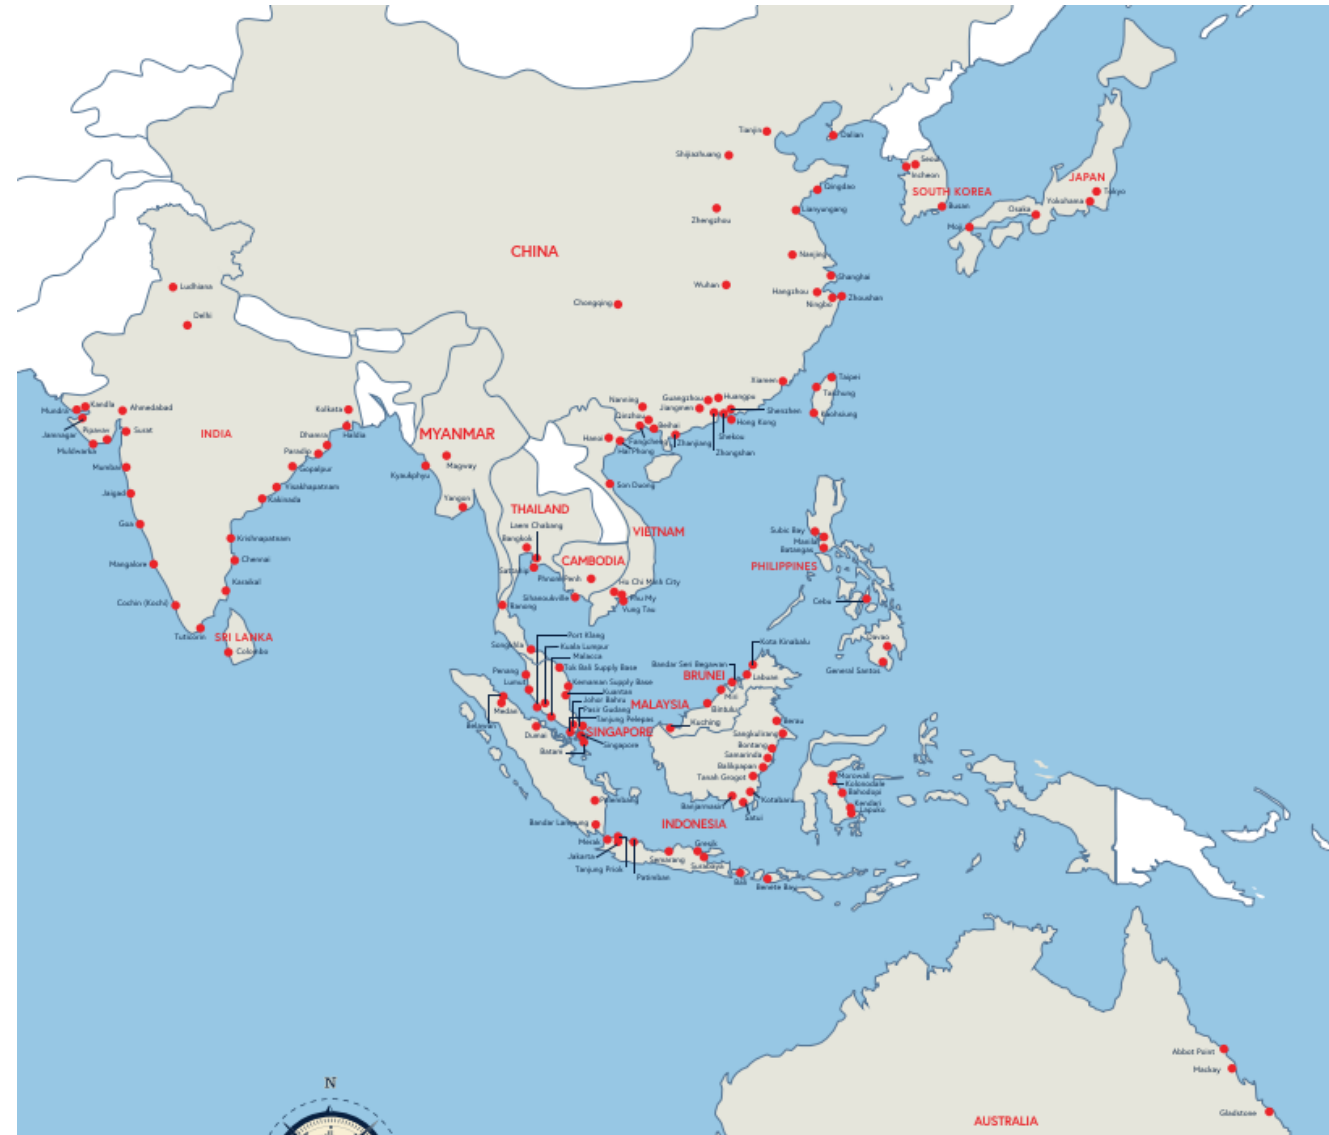 Tianjin
Dalian
Shijiazhuang
Seoul
Incheon
JAPAN
Qingdao
SOUTH KOREA
Tokyo
Yokohama
Busan
Osaka
Lianyungang
Zhengzhou
Moji
CHINA
Nanjing
Shanghai
Ludhiana
Wuhan
Hangzhou
Zhoushan
Ningbo
Chongqing
Delhi
Taipei
Xiamen
Taichung
Guangzhou
Huangpu
Nanning
Jiangmen
Shenzhen
Kaohsiung
Kandla
Mundra
Ahmedabad
Kolkata
Qinzhou
Hong Kong
Beihai
Pipavav
Surat
Jamnagar
INDIA
Haldia
Dhamra
MYANMAR
Hanoi
Fangcheng
Shekou
Zhanjiang
Muldwarka
Paradip
Hai Phong
Zhongshan
Mumbai
Gopalpur
Magway
Kyaukphyu
Visakhapatnam
Son Duong
Jaigad
Kakinada
Yangon
THAILAND
Goa
Laem Chabang
VIETNAM
Subic Bay
Krishnapatnam
Bangkok
Manila
Batangas
Chennai
CAMBODIA
PHILIPPINES
Mangalore
Sattahip
Phnom Penh
Ho Chi Minh City
Karaikal
Sihanoukville
Phu My
Cebu
Cochin (Kochi)
Ranong
Vung Tau
Tuticorin
SRI LANKA
Port Klang
Davao
Colombo
Songkhla
Kuala Lumpur
Kota Kinabalu
Malacca
Bandar Seri Begawan
Penang
Tok Bali Supply Base
General Santos
Lumut
Kemaman Supply Base
BRUNEI
Labuan
Kuantan
Miri
Johor Bahru
MALAYSIA
Medan
Pasir Gudang
Bintulu
Belawan
Tanjung Pelepas
Kuching
Berau
Dumai
SINGAPORE
Sangkulirang
Batam
Singapore
Bontang
Samarinda
Balikpapan
Tanah Grogot
Morowali
Kolonodale
Bahodopi
Palembang
Banjarmasin
Kotabaru
Kendari
Lapuko
Satui
Bandar Lampung
INDONESIA
Merak
Gresik
Jakarta
Semarang
Surabaya
Tanjung Priok
Patimban
Bali
Benete Bay
Abbot Point
Mackay
N
Gladstone
AUSTRALIA